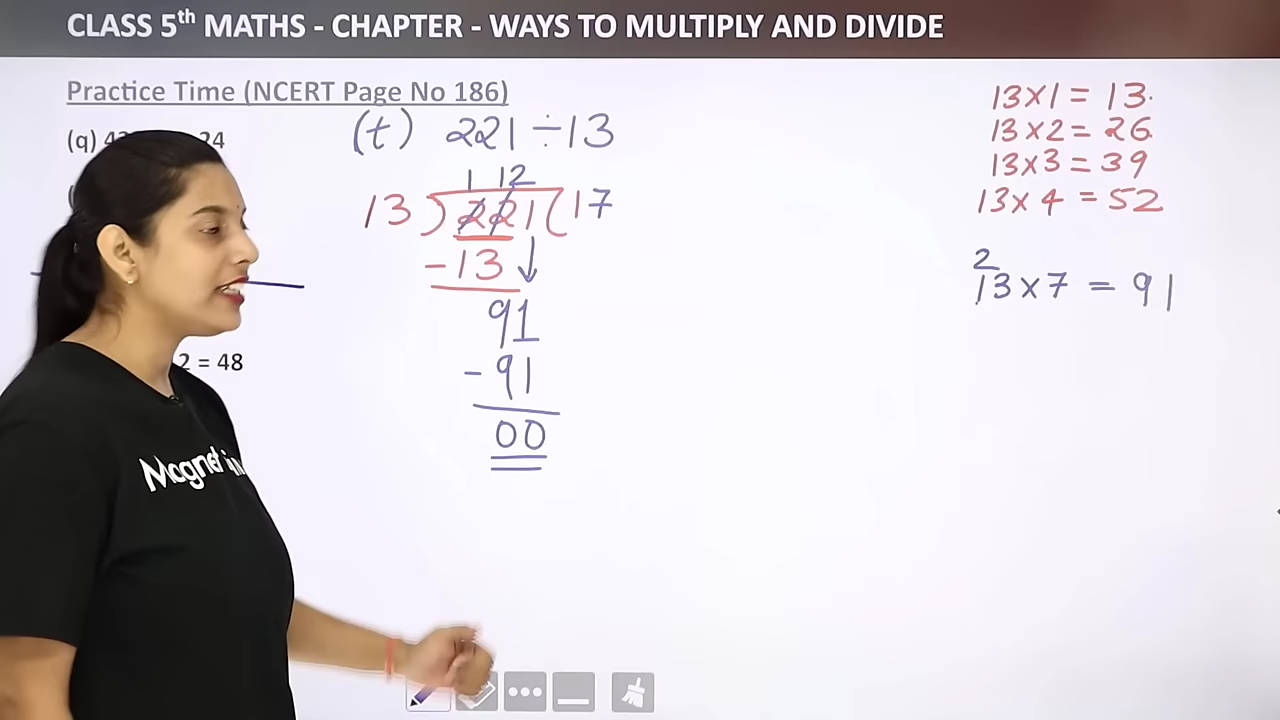 CLASS 5th MATHS - CHAPTER - WAYS TO MULTIPLY AND DIVIDE
Practice Time (NCERT Page No 186)
(q) 4 24
2 = 48
(t) 221 ÷ 13
1 12
13 ) 221 ( 17
-13 ↓
91
- 91
00
13×1 = 13
13×2 = 26
13×3 = 39
13×4 = 52
2
13×7 = 91
Magnet